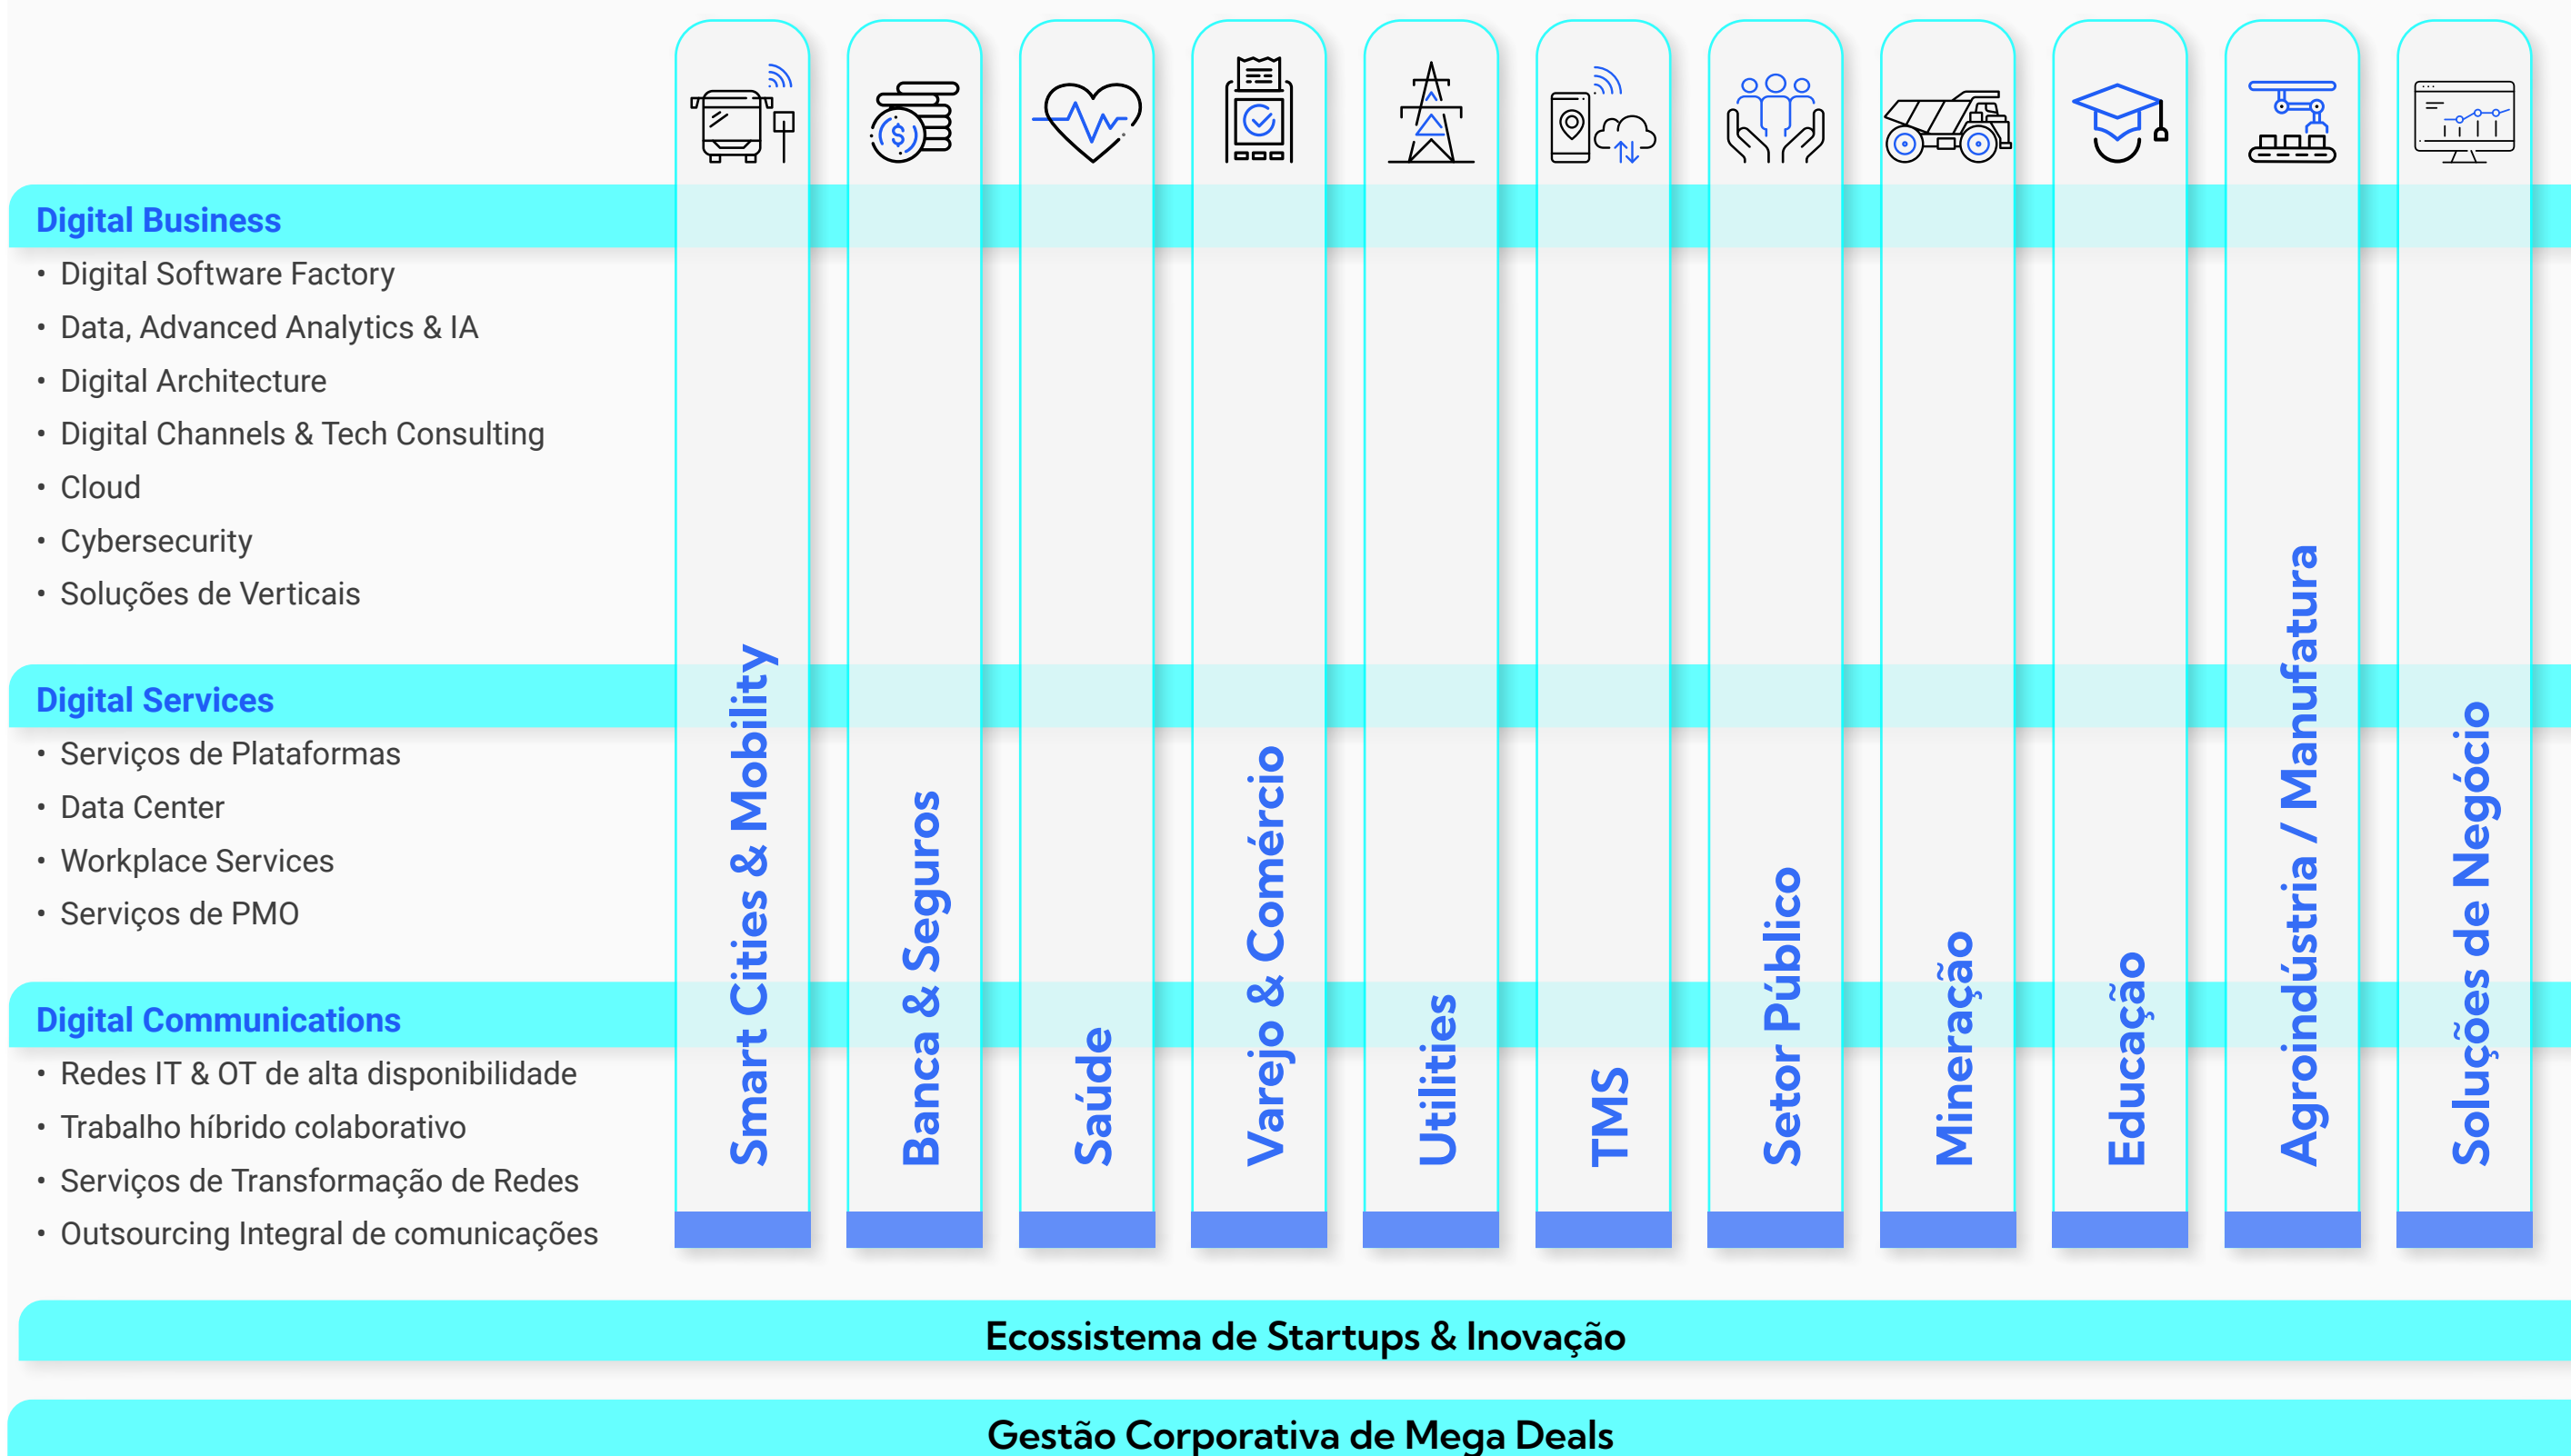 Digital Business
• Digital Software Factory
• Data, Advanced Analytics & IA
• Digital Architecture
• Digital Channels & Tech Consulting
• Cloud
• Cybersecurity
• Soluções de Verticais
Digital Services
• Serviços de Plataformas
• Data Center
• Workplace Services
• Serviços de PMO
Digital Communications
• Redes IT & OT de alta disponibilidade
• Trabalho híbrido colaborativo
• Serviços de Transformação de Redes
• Outsourcing Integral de comunicações
Smart Cities & Mobility
Banca & Seguros
Saúde
Varejo & Comércio
Utilities
TMS
Setor Público
Mineração
Educação
Agroindústria / Manufatura
Soluções de Negócio
Ecossistema de Startups & Inovação
Gestão Corporativa de Mega Deals